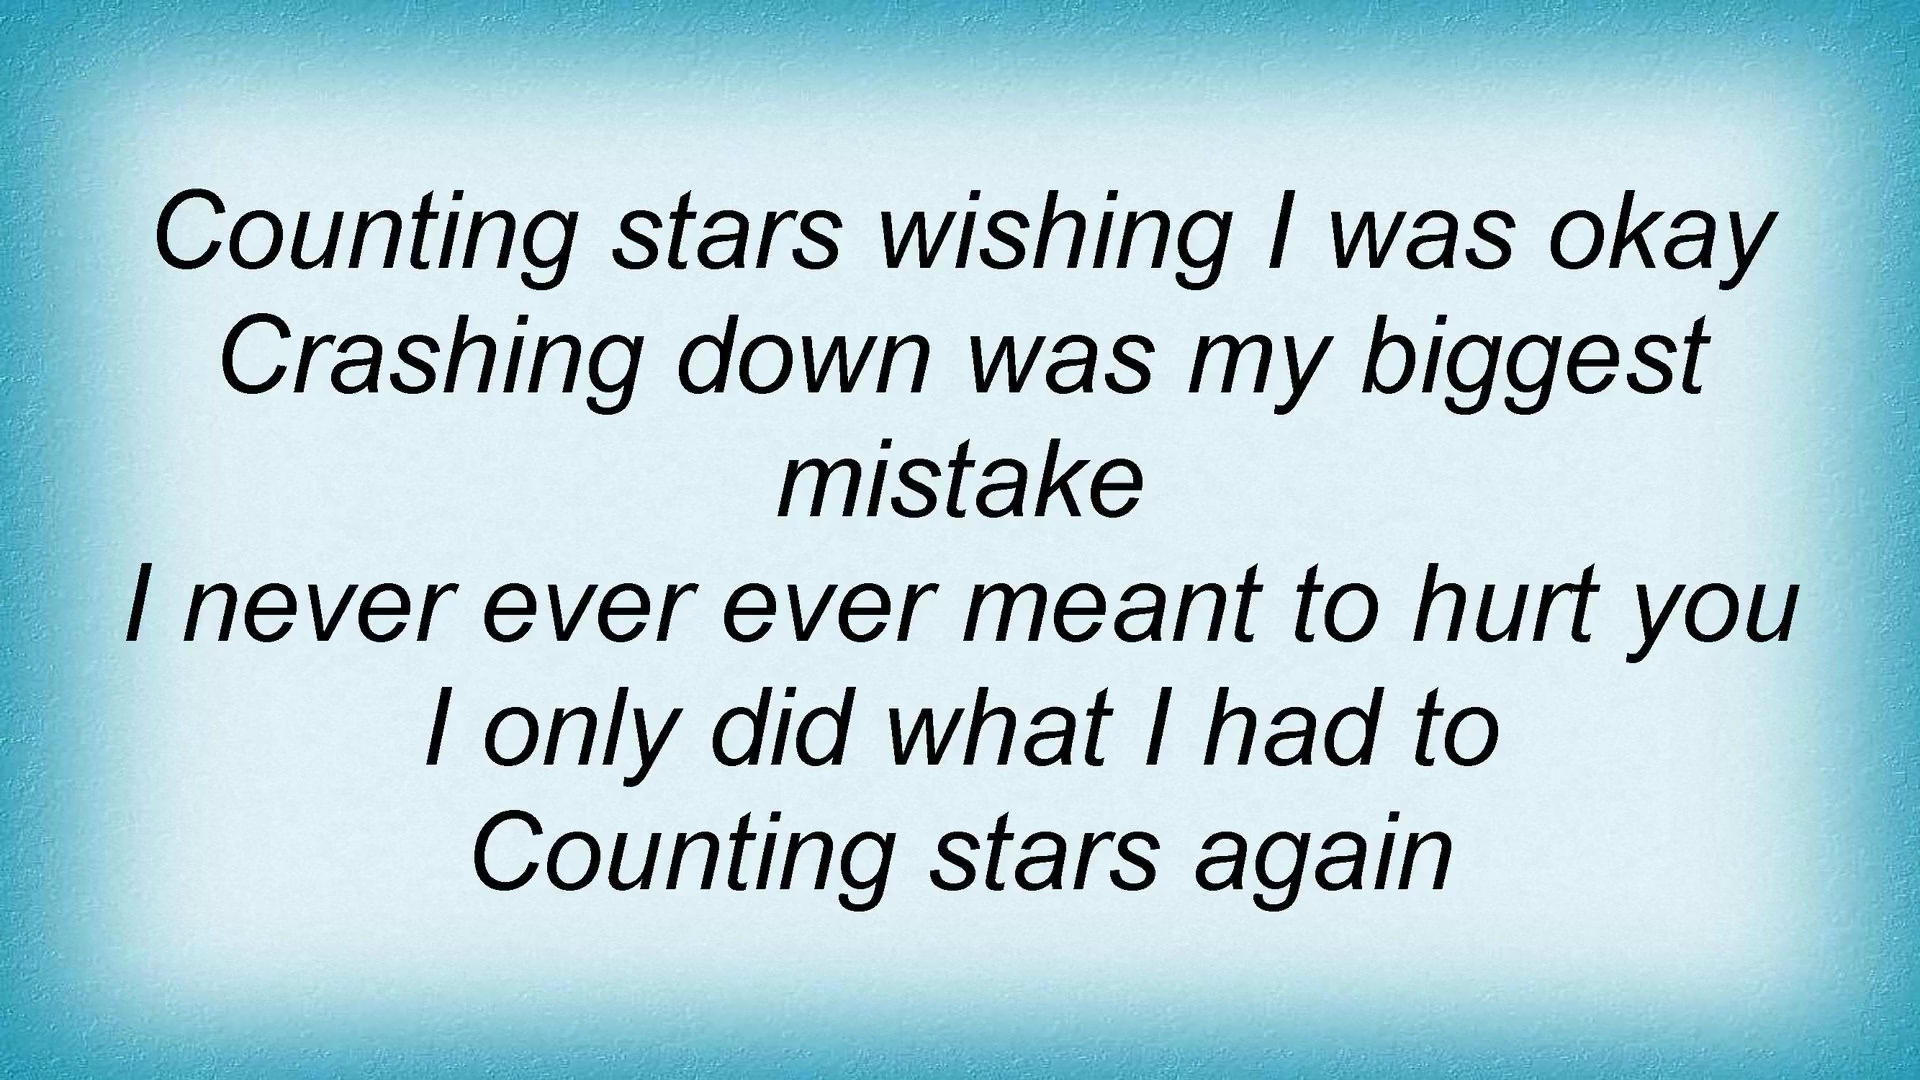 Counting stars wishing I was okay
Crashing down was my biggest
mistake
I never ever ever meant to hurt you
I only did what I had to
Counting stars again